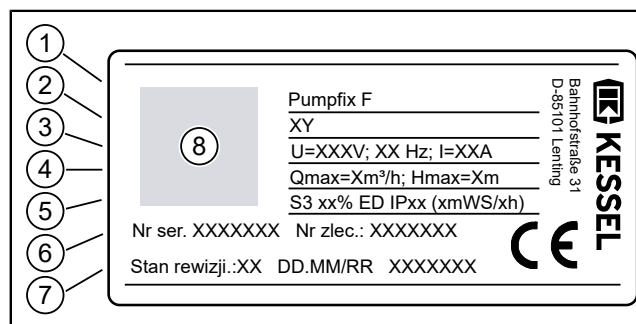 1
2
3
4
5
6
7
8
Pumpfix F
XY
U=XXXV; XX Hz; I=XXA
Qmax=Xm³/h; Hmax=Xm
S3 xx% ED IPxx (xmWS/xh)
Nr ser. XXXXXXX Nr zlec.: XXXXXXX
Stan rewizji.:XX DD.MM/RR XXXXXXX
Bahnhofstraße 31
D-85101 Lenting
KESSEL
CE